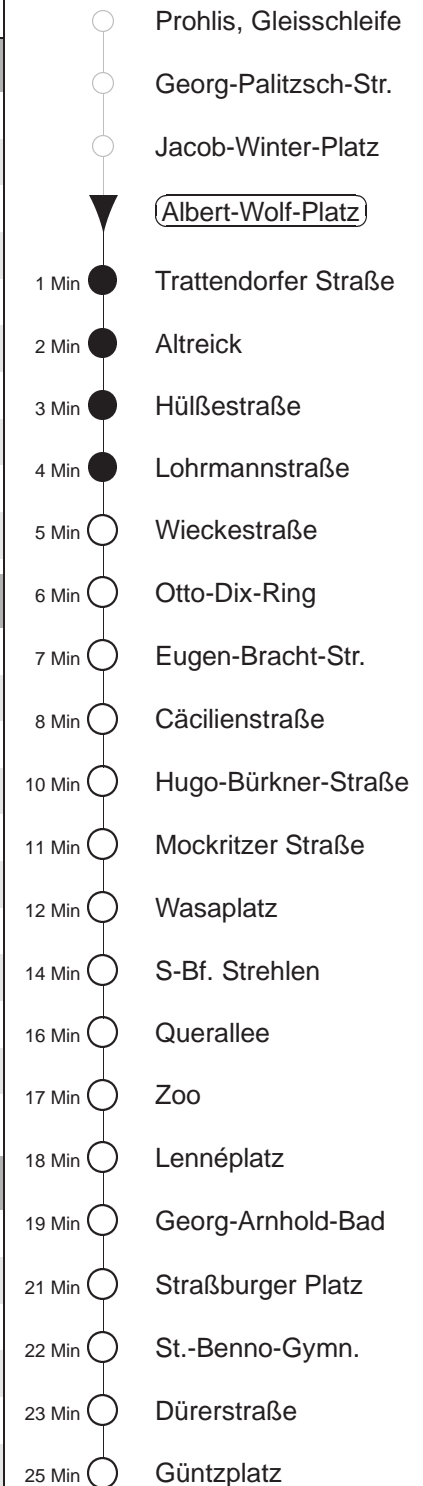 Prohlis, Gleisschleife
Georg-Palitzsch-Str.
Jacob-Winter-Platz
Albert-Wolf-Platz
1 Min Trattendorfer Straße
2 Min Altreick
3 Min Hülßestraße
4 Min Lohrmannstraße
5 Min Wieckestraße
6 Min Otto-Dix-Ring
7 Min Eugen-Bracht-Str.
8 Min Cäcilienstraße
10 Min Hugo-Bürkner-Straße
11 Min Mockritzer Straße
12 Min Wasaplatz
14 Min S-Bf. Strehlen
16 Min Querallee
17 Min Zoo
18 Min Lennéplatz
19 Min Georg-Arnhold-Bad
21 Min Straßburger Platz
22 Min St.-Benno-Gymn.
23 Min Dürerstraße
25 Min Güntzplatz